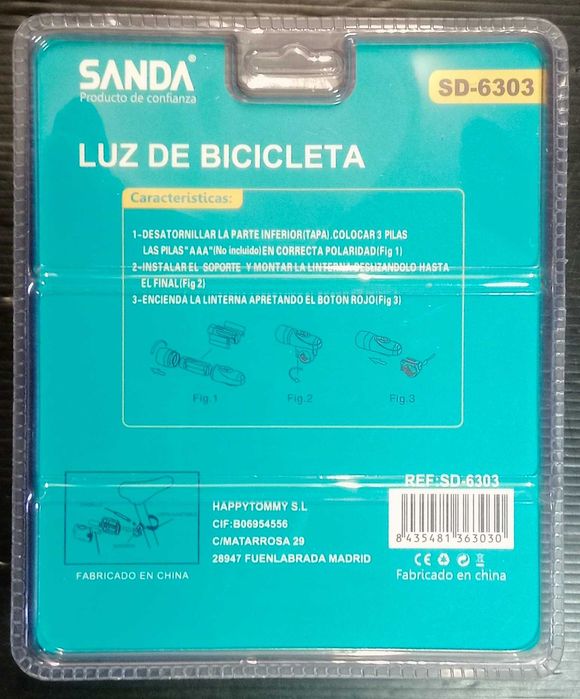 SANDA®
Producto de confianza
SD-6303
LUZ DE BICICLETA
Caracteristicas:
1-DESATORNILLAR LA PARTE INFERIOR(TAPA).COLOCAR 3 PILAS
LAS PILAS"AAA"(No incluido)EN CORRECTA POLARIDAD(Fig 1)
2-INSTALAR EL SOPORTE Y MONTAR LA LINTERNA DESLIZANDOLO HASTA
EL FINAL(Fig 2)
3-ENCIENDA LA LINTERNA APRETANDO EL BOTON ROJO(Fig 3)
Fig.1
Fig.2
Fig.3
FABRICADO EN CHINA
HAPPYTOMMY S.L
CIF:B06954556
C/MATARROSA 29
28947 FUENLABRADA MADRID
REF:SD-6303
8 435481 363030
CE
Fabricado en china